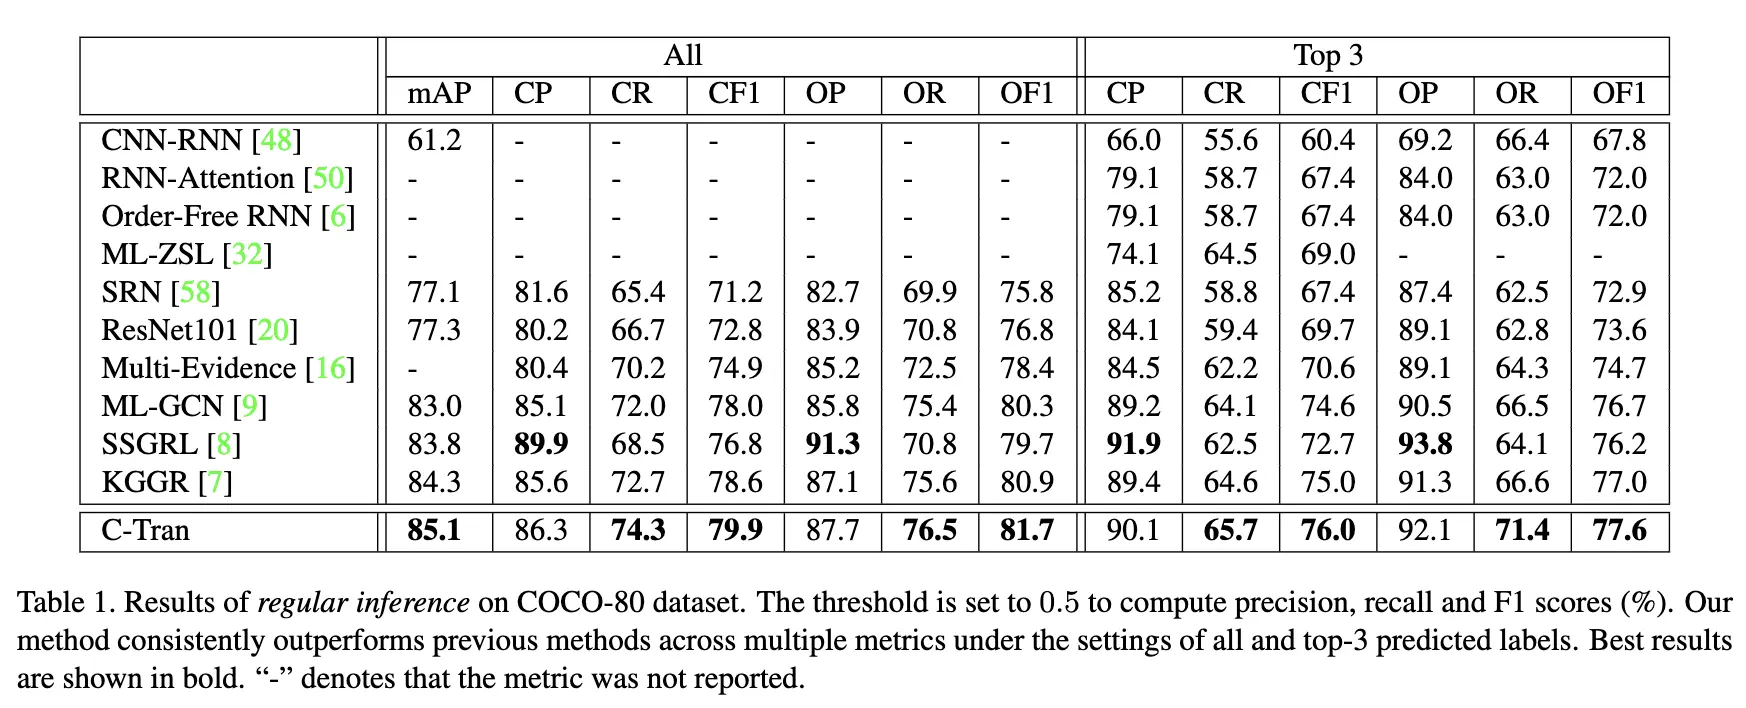 All Top 3
mAP CP CR CF1 OP OR OF1 CP CR CF1 OP OR OF1
CNN-RNN [48] 61.2 - - - - - - 66.0 55.6 60.4 69.2 66.4 67.8
RNN-Attention [50] - - - - - - - 79.1 58.7 67.4 84.0 63.0 72.0
Order-Free RNN [6] - - - - - - - 79.1 58.7 67.4 84.0 63.0 72.0
ML-ZSL [32] - - - - - - - 74.1 64.5 69.0 - - -
SRN [58] 77.1 81.6 65.4 71.2 82.7 69.9 75.8 85.2 58.8 67.4 87.4 62.5 72.9
ResNet101 [20] 77.3 80.2 66.7 72.8 83.9 70.8 76.8 84.1 59.4 69.7 89.1 62.8 73.6
Multi-Evidence [16] - 80.4 70.2 74.9 85.2 72.5 78.4 84.5 62.2 70.6 89.1 64.3 74.7
ML-GCN [9] 83.0 85.1 72.0 78.0 85.8 75.4 80.3 89.2 64.1 74.6 90.5 66.5 76.7
SSGRL [8] 83.8 89.9 68.5 76.8 91.3 70.8 79.7 91.9 62.5 72.7 93.8 64.1 76.2
KGGR [7] 84.3 85.6 72.7 78.6 87.1 75.6 80.9 89.4 64.6 75.0 91.3 66.6 77.0
C-Tran 85.1 86.3 74.3 79.9 87.7 76.5 81.7 90.1 65.7 76.0 92.1 71.4 77.6
Table 1. Results of regular inference on COCO-80 dataset. The threshold is set to 0.5 to compute precision, recall and F1 scores (%). Our
method consistently outperforms previous methods across multiple metrics under the settings of all and top-3 predicted labels. Best results
are shown in bold. “-” denotes that the metric was not reported.